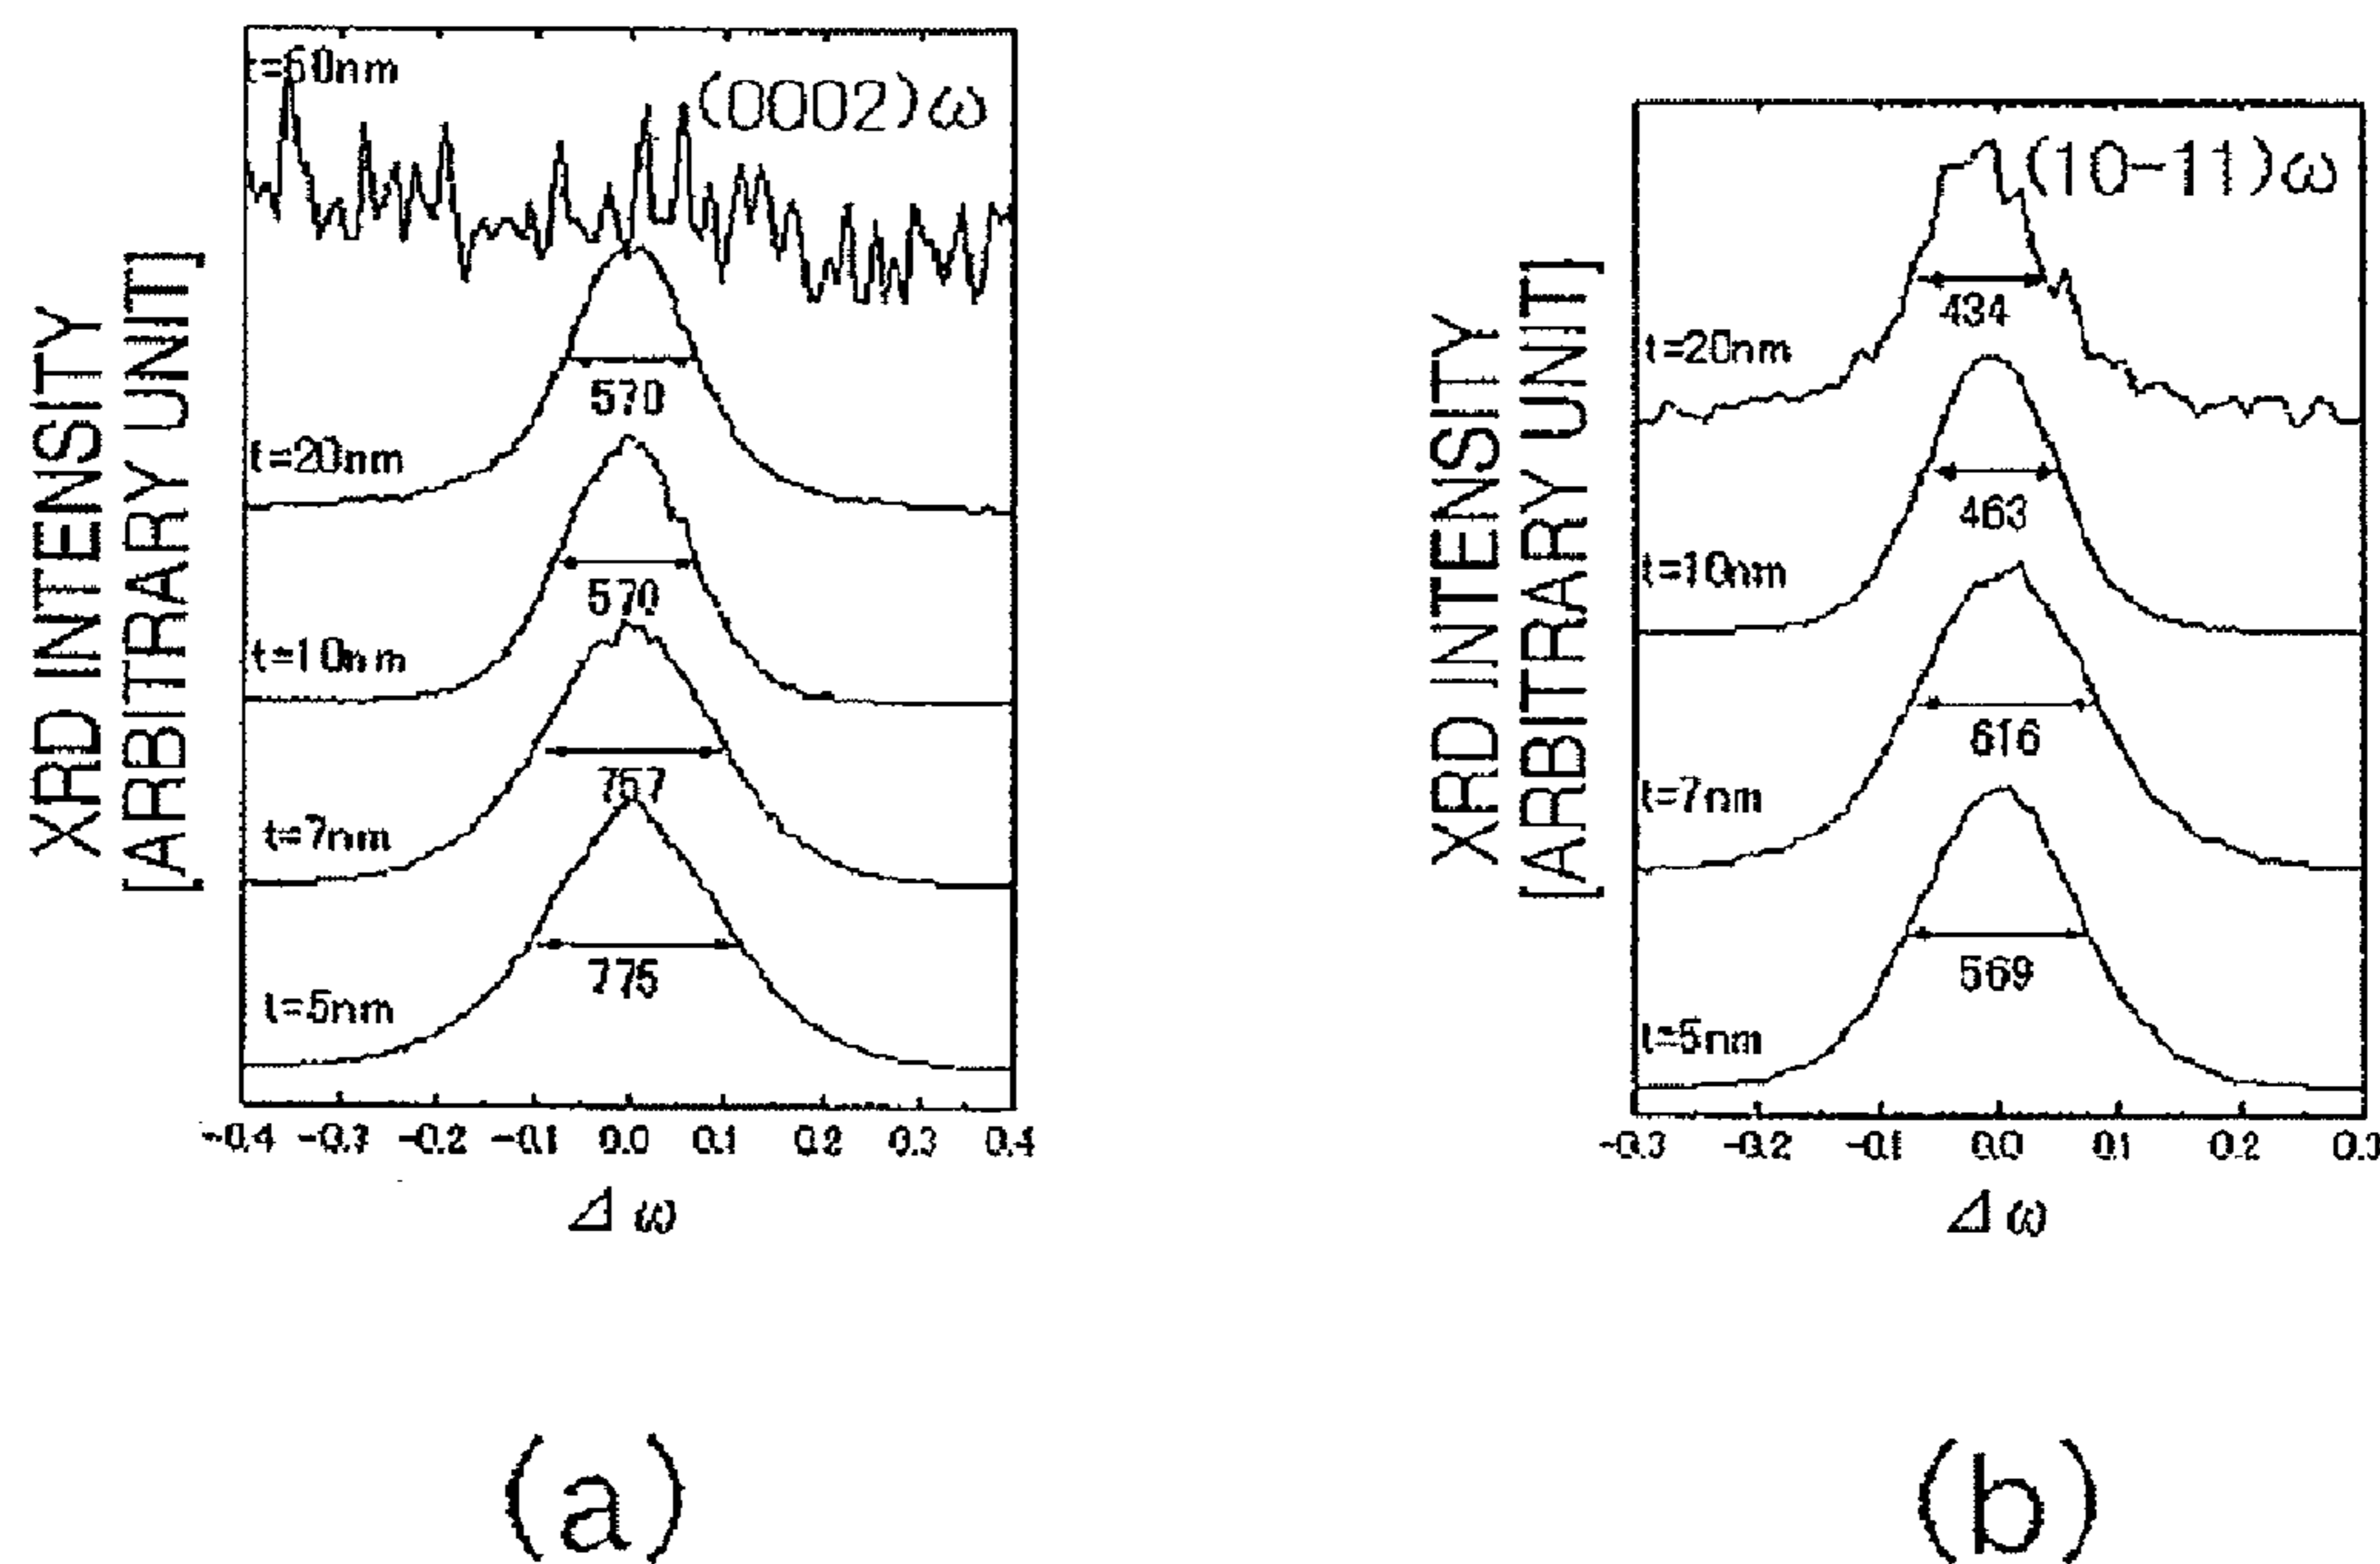 XRD INTENSITY
[ARBITRARY UNIT]
t=50nm
(0002)ω
570
t=20nm
570
t=10nm
757
t=7nm
775
t=5nm
-0.4 -0.3 -0.2 -0.1 0.0 0.1 0.2 0.3 0.4
Δω
(a)
XRD INTENSITY
[ARBITRARY UNIT]
(10-11)ω
434
t=20nm
463
t=10nm
616
t=7nm
569
t=5nm
-0.3 -0.2 -0.1 0.0 0.1 0.2 0.3
Δω
(b)